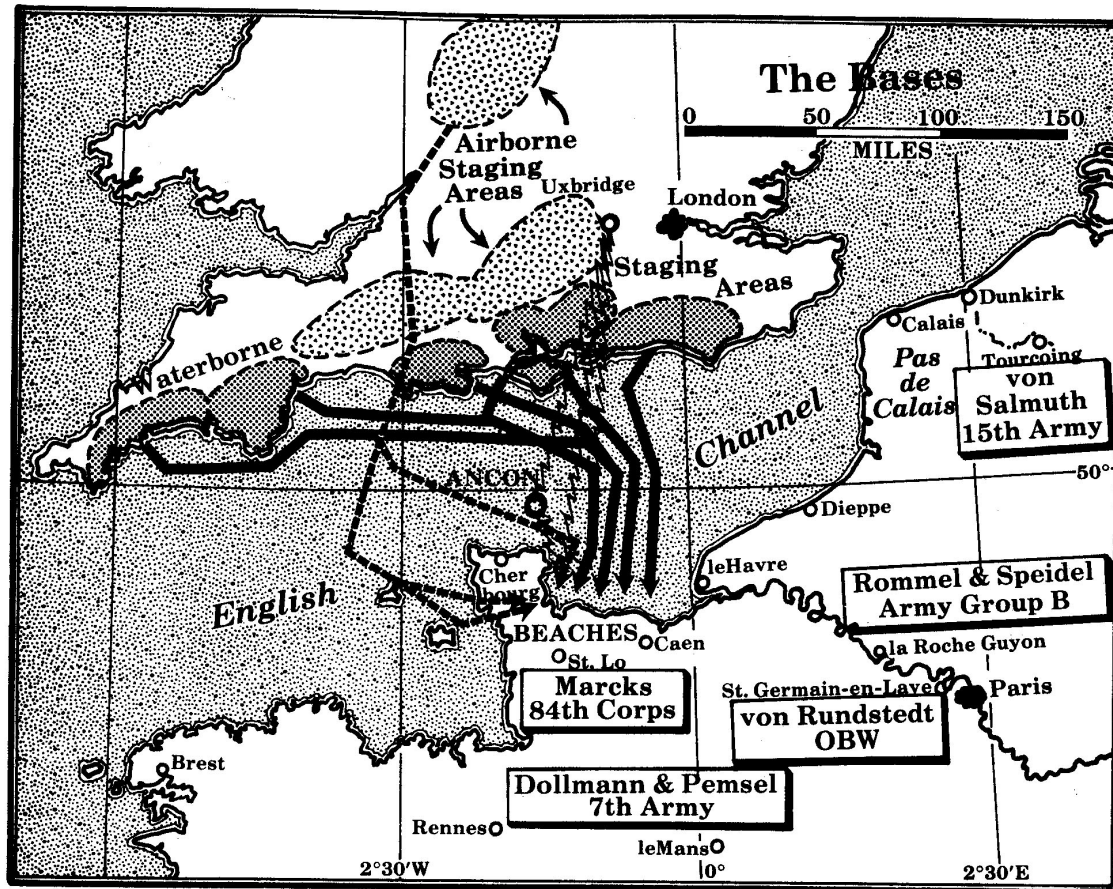 The Bases
0 50 100 150
MILES
Airborne
Staging
Areas
Uxbridge
London
Staging
Areas
Waterborne
Dunkirk
Calais
Tourcoing
Pas
de
Calais
von
Salmuth
15th Army
Channel
ANCON
50°
Dieppe
leHavre
Cher
bourg
English
Rommel & Speidel
Army Group B
BEACHES
Caen
la Roche Guyon
St. Lo
Marcks
84th Corps
St. Germain-en-Laye
Paris
von Rundstedt
OBW
Brest
Dollmann & Pemsel
7th Army
Rennes
leMans
2°30′W
0°
2°30′E